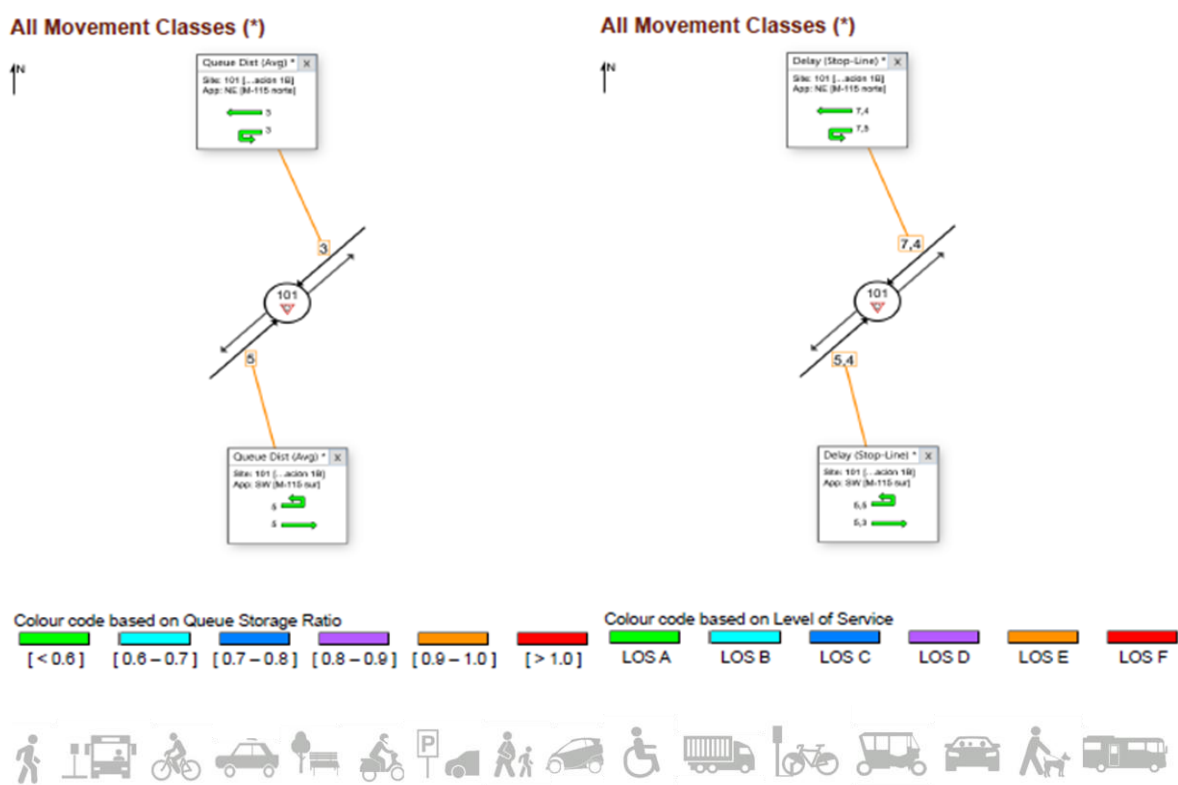 All Movement Classes (*)
N
Queue Dist (Avg) * X
Site: 101 [...ación 1B]
App: NE [M-115 norte]
3
3
3
101
5
Queue Dist (Avg) * X
Site: 101 [...ación 1B]
App: SW [M-115 sur]
5
5
Colour code based on Queue Storage Ratio
[ < 0.6 ] [ 0.6 – 0.7 ] [ 0.7 – 0.8 ] [ 0.8 – 0.9 ] [ 0.9 – 1.0 ] [ > 1.0 ]
All Movement Classes (*)
N
Delay (Stop-Line) * X
Site: 101 [...ación 1B]
App: NE [M-115 norte]
7,4
7,5
7,4
101
5,4
Delay (Stop-Line) * X
Site: 101 [...ación 1B]
App: SW [M-115 sur]
5,5
5,3
Colour code based on Level of Service
LOS A LOS B LOS C LOS D LOS E LOS F
P